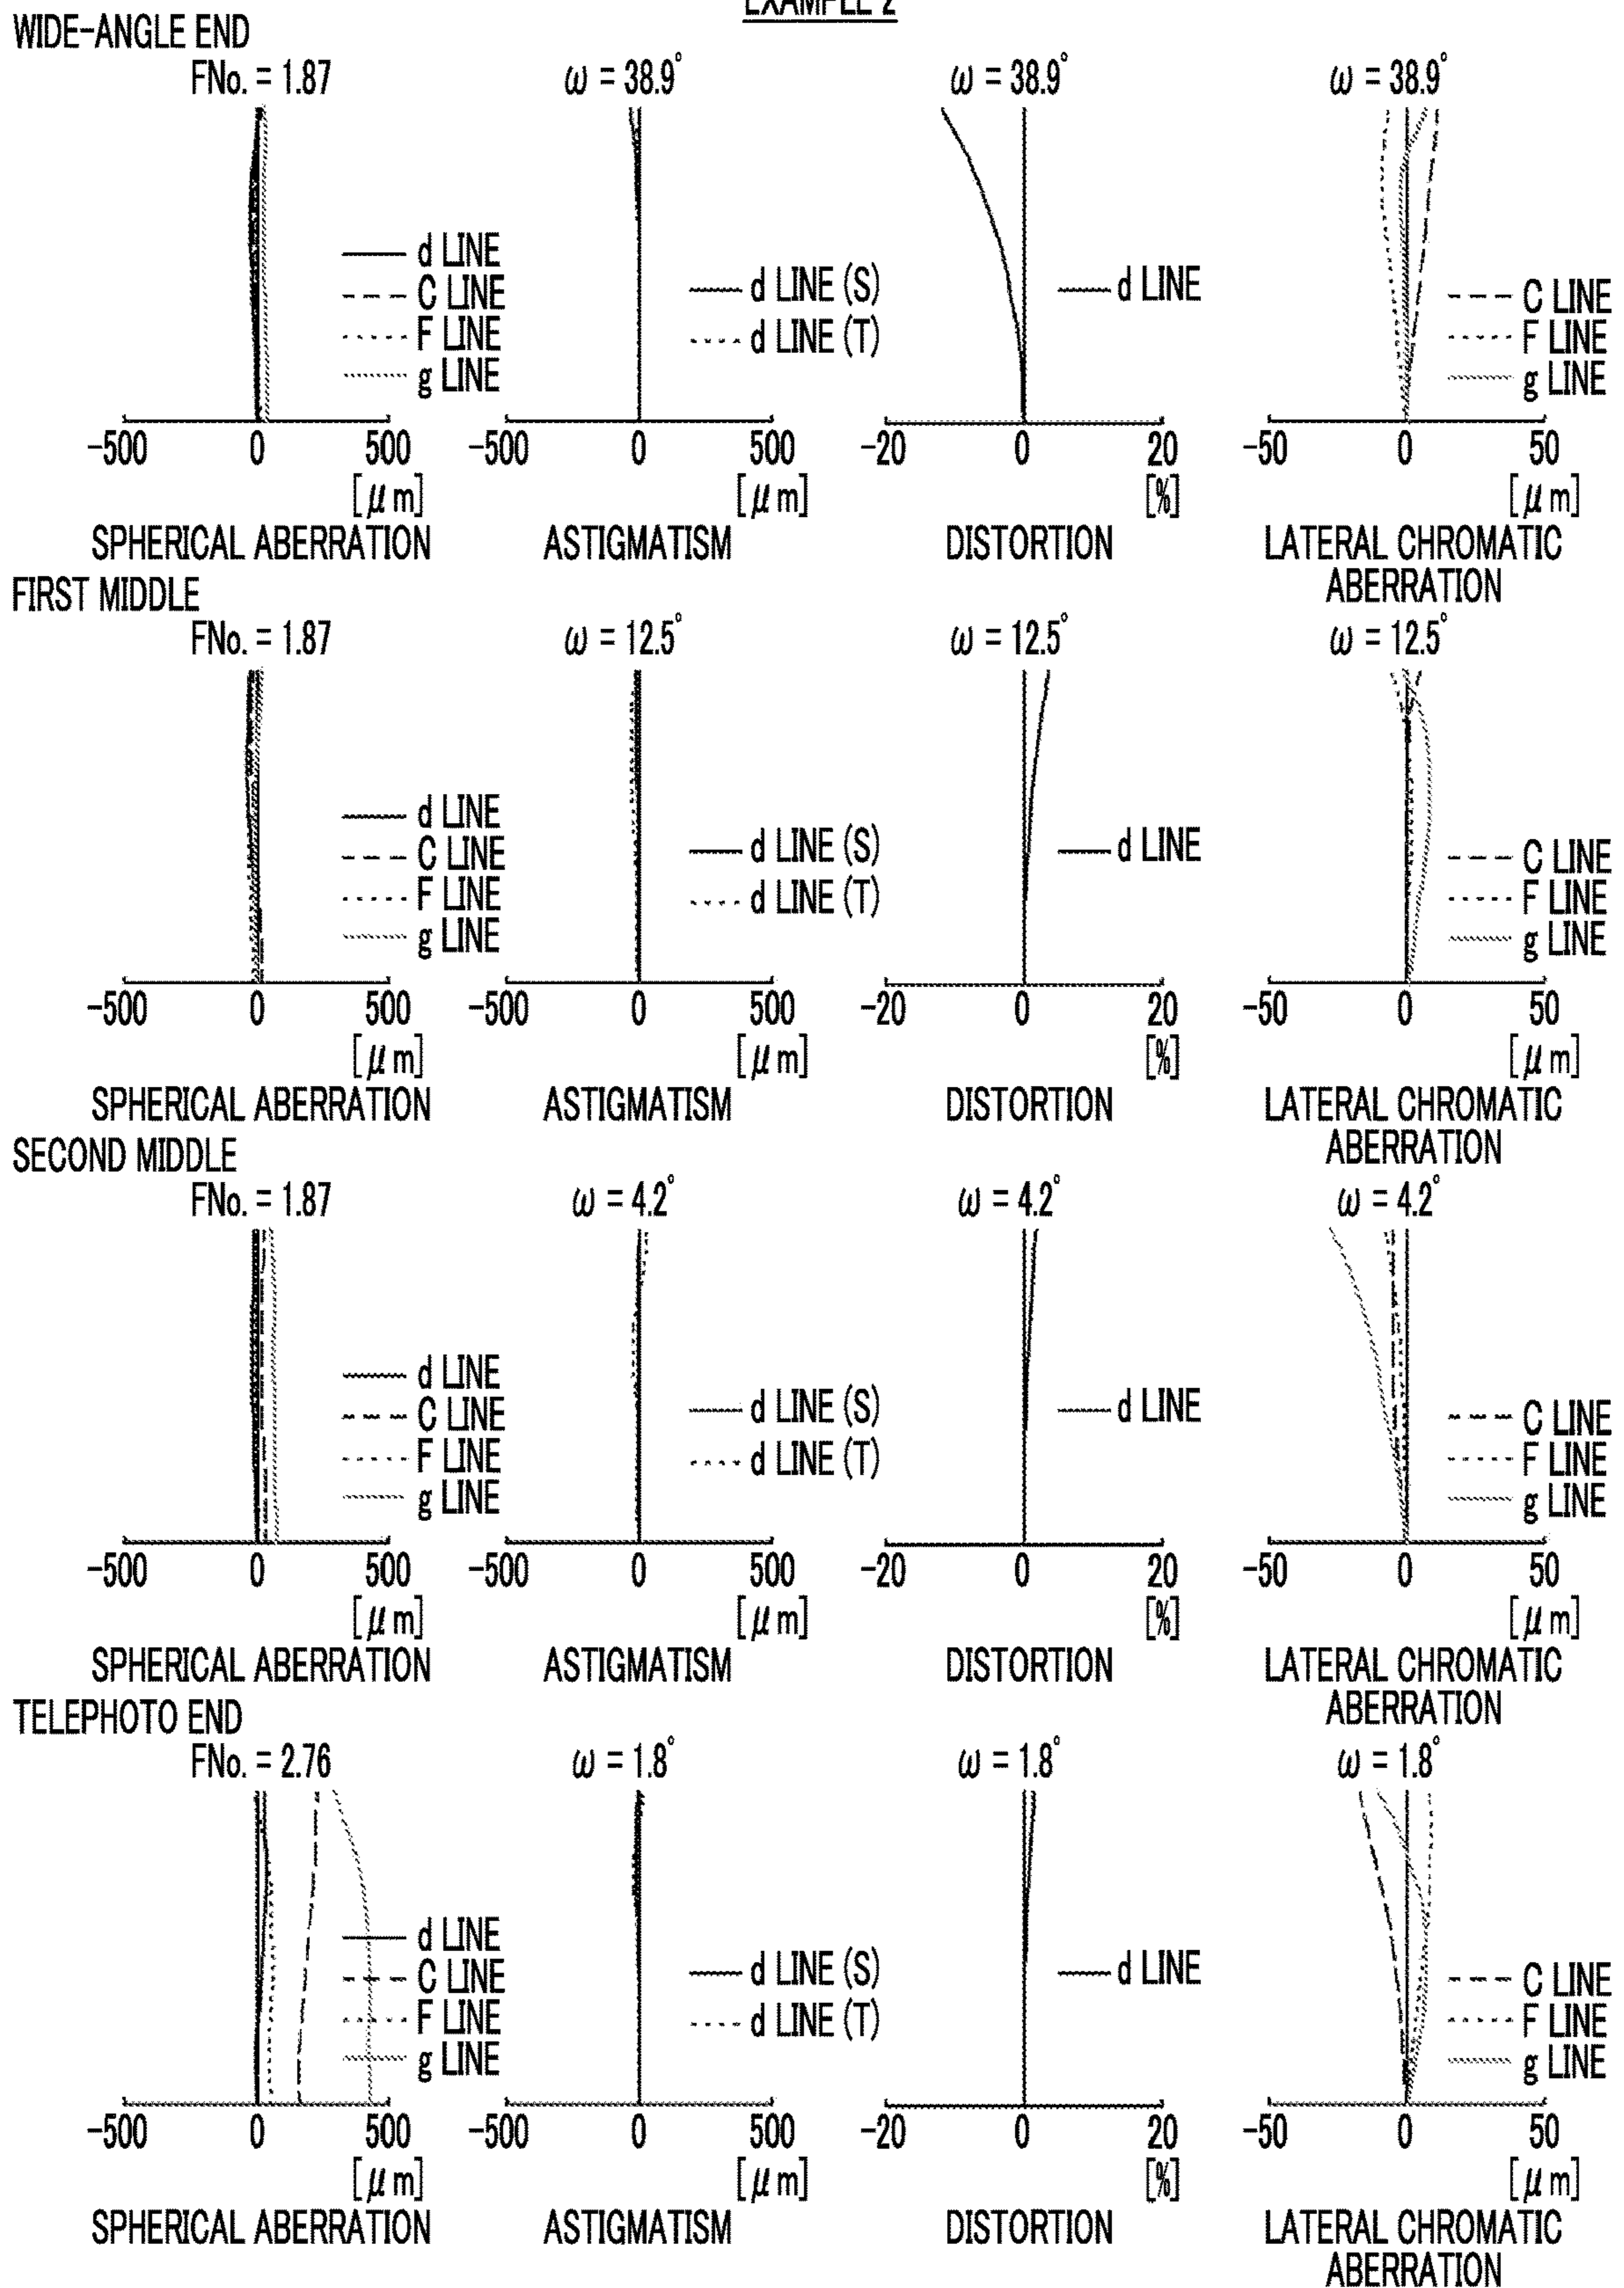 EXAMPLE 2
WIDE-ANGLE END
FNo. = 1.87 ω = 38.9° ω = 38.9° ω = 38.9°
d LINE
C LINE
F LINE
g LINE
d LINE (S)
d LINE (T)
d LINE
C LINE
F LINE
g LINE
-500 0 500 -500 0 500 -20 0 20 -50 0 50
[μm] [μm] [%] [μm]
SPHERICAL ABERRATION ASTIGMATISM DISTORTION LATERAL CHROMATIC
ABERRATION
FIRST MIDDLE
FNo. = 1.87 ω = 12.5° ω = 12.5° ω = 12.5°
d LINE
C LINE
F LINE
g LINE
d LINE (S)
d LINE (T)
d LINE
C LINE
F LINE
g LINE
-500 0 500 -500 0 500 -20 0 20 -50 0 50
[μm] [μm] [%] [μm]
SPHERICAL ABERRATION ASTIGMATISM DISTORTION LATERAL CHROMATIC
ABERRATION
SECOND MIDDLE
FNo. = 1.87 ω = 4.2° ω = 4.2° ω = 4.2°
d LINE
C LINE
F LINE
g LINE
d LINE (S)
d LINE (T)
d LINE
C LINE
F LINE
g LINE
-500 0 500 -500 0 500 -20 0 20 -50 0 50
[μm] [μm] [%] [μm]
SPHERICAL ABERRATION ASTIGMATISM DISTORTION LATERAL CHROMATIC
ABERRATION
TELEPHOTO END
FNo. = 2.76 ω = 1.8° ω = 1.8° ω = 1.8°
d LINE
C LINE
F LINE
g LINE
d LINE (S)
d LINE (T)
d LINE
C LINE
F LINE
g LINE
-500 0 500 -500 0 500 -20 0 20 -50 0 50
[μm] [μm] [%] [μm]
SPHERICAL ABERRATION ASTIGMATISM DISTORTION LATERAL CHROMATIC
ABERRATION